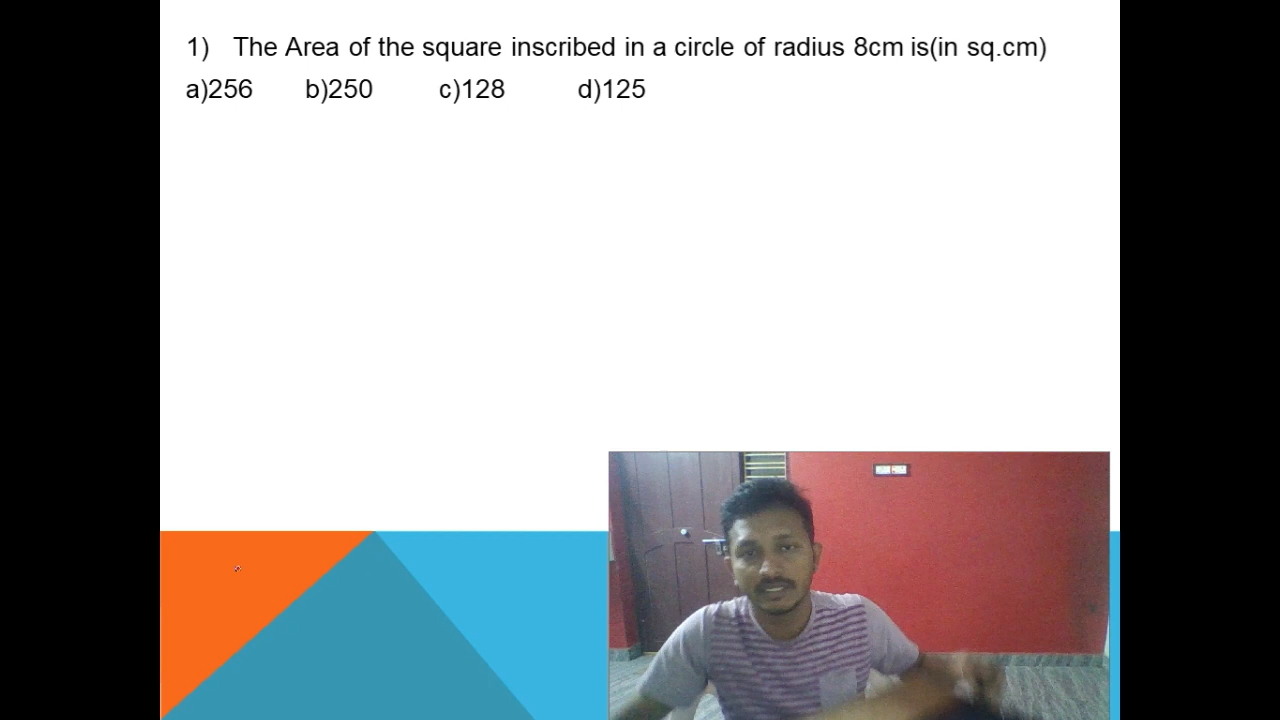 1) The Area of the square inscribed in a circle of radius 8cm is(in sq.cm)
a)256 b)250 c)128 d)125